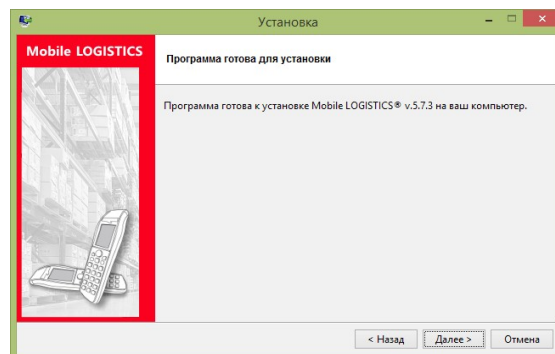 Установка
Mobile LOGISTICS
Программа готова для установки
Программа готова к установке Mobile LOGISTICS® v.5.7.3 на ваш компьютер.
< Назад
Далее >
Отмена